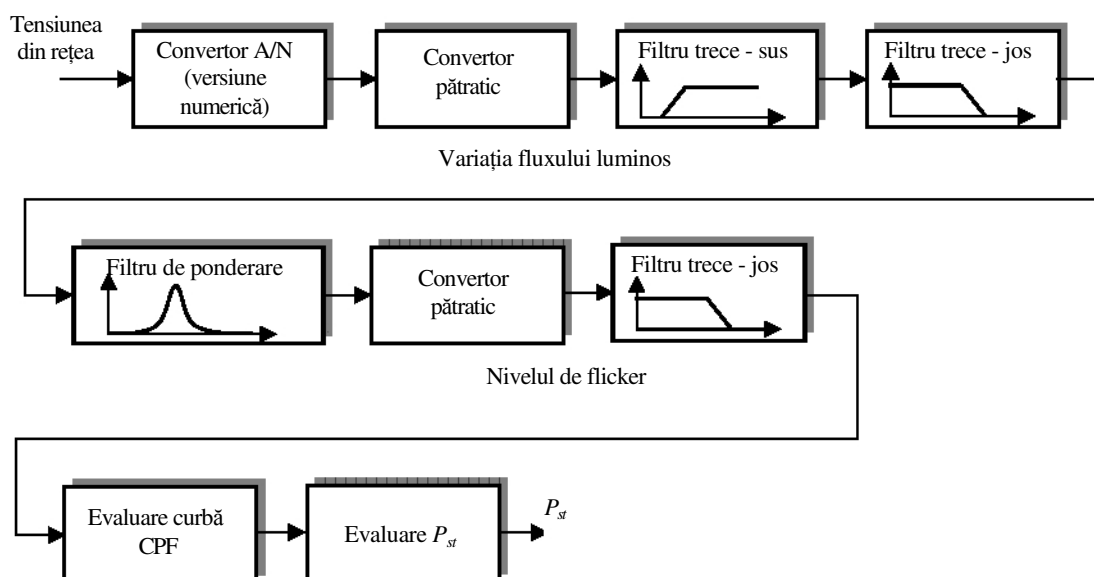 Tensiunea
din rețea
Convertor A/N
(versiune
numerică)
Convertor
pătratic
Filtru trece - sus
Filtru trece - jos
Variația fluxului luminos
Filtru de ponderare
Convertor
pătratic
Filtru trece - jos
Nivelul de flicker
Evaluare curbă
CPF
Evaluare Pst
Pst